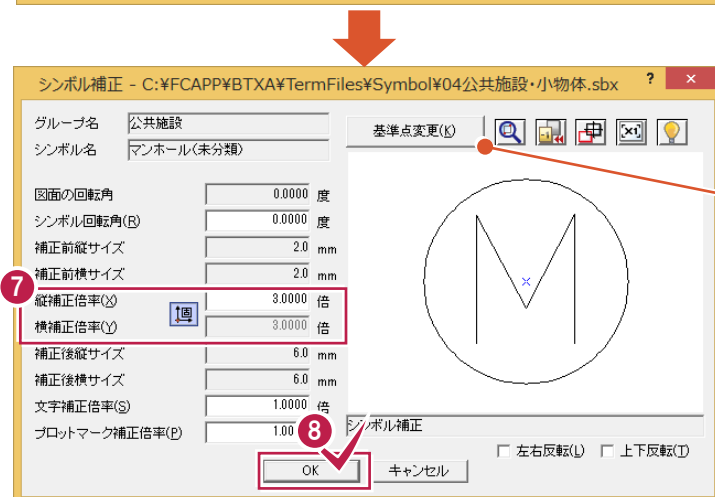 シンボル補正 - C:¥FCAPP¥BTXA¥TermFiles¥Symbol¥04公共施設・小物体.sbx ? ×
グループ名 公共施設
シンボル名 マンホール(未分類)
基準点変更(K)
図面の回転角 0.0000 度
シンボル回転角(R) 0.0000 度
補正前縦サイズ 2.0 mm
補正前横サイズ 2.0 mm
7
縦補正倍率(X) 3.0000 倍
固
横補正倍率(Y) 3.0000 倍
補正後縦サイズ 6.0 mm
補正後横サイズ 6.0 mm
文字補正倍率(S) 1.0000 倍
プロットマーク補正倍率(P) 1.00
M
シンボル補正
8
左右反転(L) 上下反転(T)
OK キャンセル